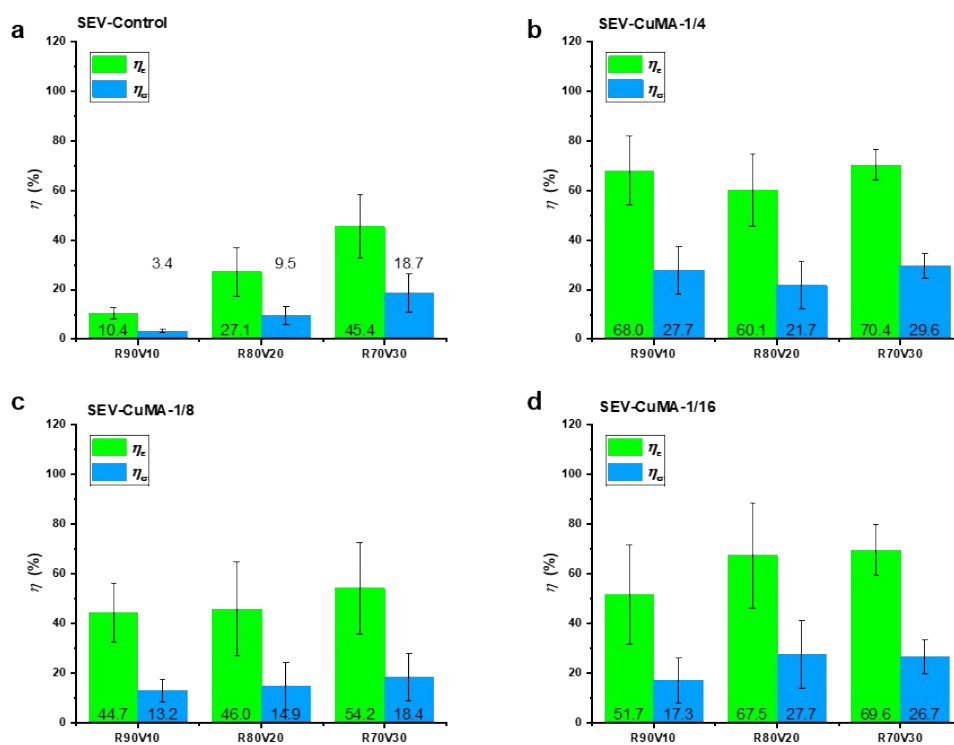 a
SEV-Control
120
100
80
60
40
20
0
η (%)
ηε
ησ
10.4
3.4
27.1
9.5
45.4
18.7
R90V10
R80V20
R70V30
b
SEV-CuMA-1/4
120
100
80
60
40
20
0
η (%)
ηε
ησ
68.0
27.7
60.1
21.7
70.4
29.6
R90V10
R80V20
R70V30
c
SEV-CuMA-1/8
120
100
80
60
40
20
0
η (%)
ηε
ησ
44.7
13.2
46.0
14.9
54.2
18.4
R90V10
R80V20
R70V30
d
SEV-CuMA-1/16
120
100
80
60
40
20
0
η (%)
ηε
ησ
51.7
17.3
67.5
27.7
69.6
26.7
R90V10
R80V20
R70V30